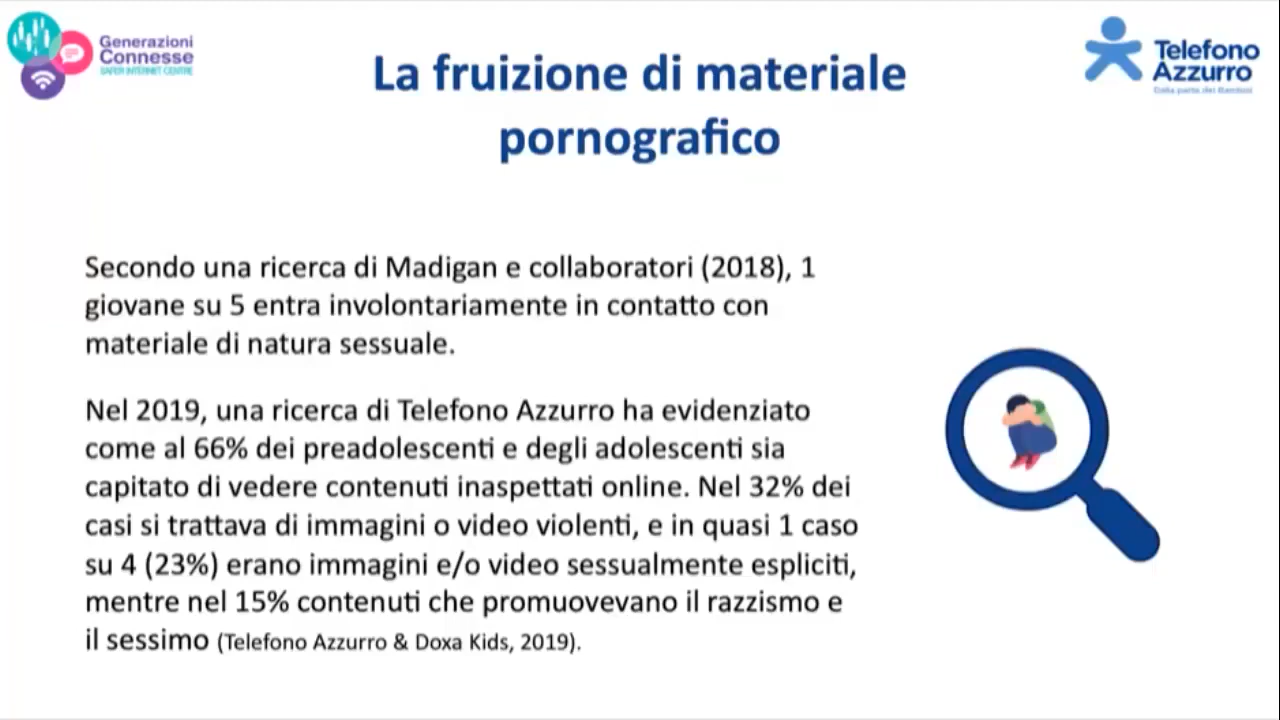 Generazioni
Connesse
SAFER INTERNET CENTRE
Telefono
Azzurro
Dalla parte dei Bambini
La fruizione di materiale
pornografico
Secondo una ricerca di Madigan e collaboratori (2018), 1
giovane su 5 entra involontariamente in contatto con
materiale di natura sessuale.
Nel 2019, una ricerca di Telefono Azzurro ha evidenziato
come al 66% dei preadolescenti e degli adolescenti sia
capitato di vedere contenuti inaspettati online. Nel 32% dei
casi si trattava di immagini o video violenti, e in quasi 1 caso
su 4 (23%) erano immagini e/o video sessualmente espliciti,
mentre nel 15% contenuti che promuovevano il razzismo e
il sessimo (Telefono Azzurro & Doxa Kids, 2019).